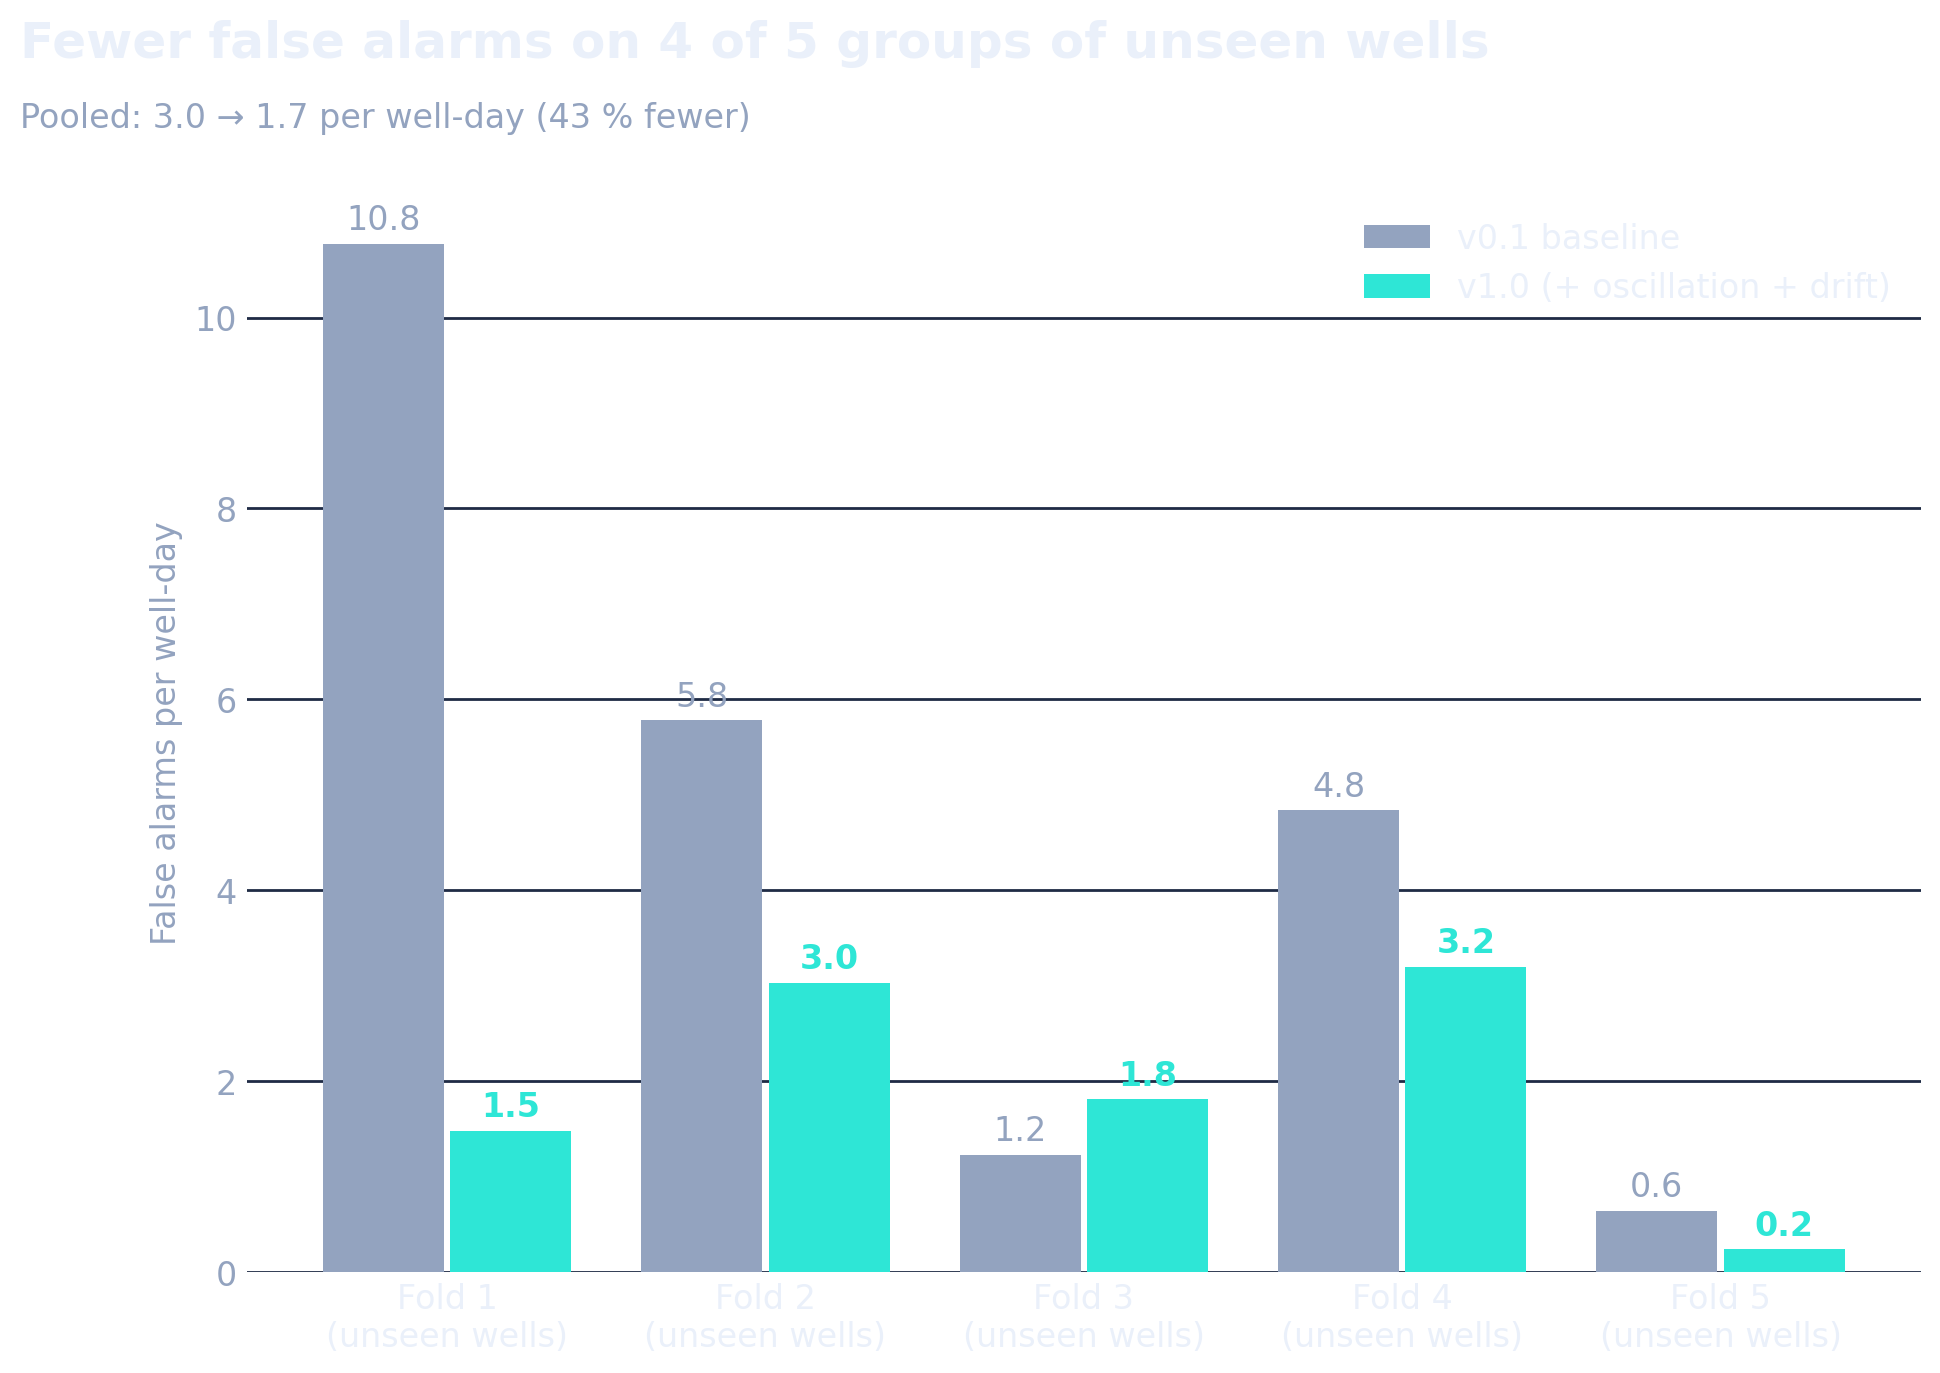 Fewer false alarms on 4 of 5 groups of unseen wells
Pooled: 3.0 → 1.7 per well-day (43 % fewer)
v0.1 baseline
v1.0 (+ oscillation + drift)
False alarms per well-day
10
8
6
4
2
0
10.8
1.5
5.8
3.0
1.2
1.8
4.8
3.2
0.6
0.2
Fold 1
(unseen wells)
Fold 2
(unseen wells)
Fold 3
(unseen wells)
Fold 4
(unseen wells)
Fold 5
(unseen wells)